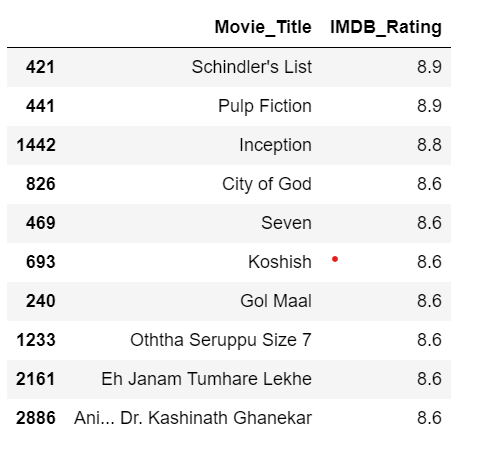 Movie_Title IMDB_Rating
421 Schindler's List 8.9
441 Pulp Fiction 8.9
1442 Inception 8.8
826 City of God 8.6
469 Seven 8.6
693 Koshish 8.6
240 Gol Maal 8.6
1233 Oththa Seruppu Size 7 8.6
2161 Eh Janam Tumhare Lekhe 8.6
2886 Ani... Dr. Kashinath Ghanekar 8.6